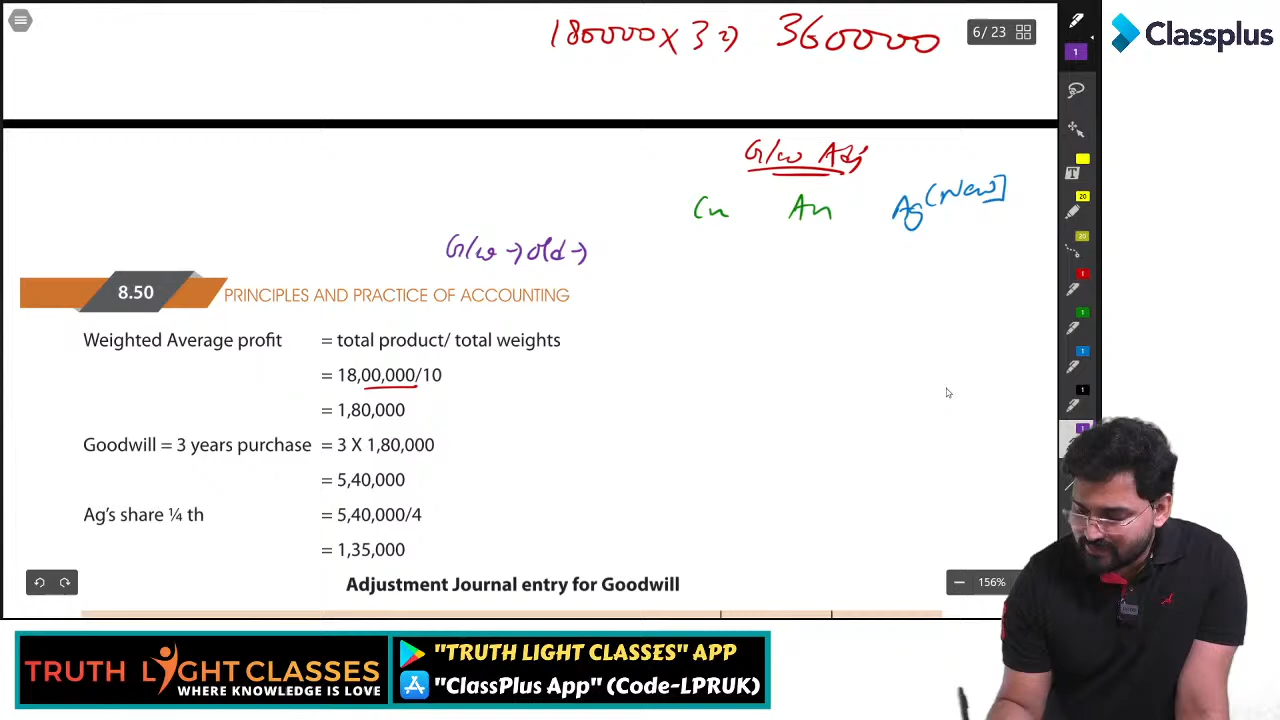 180000 x 3 => 360000
6 / 23
Classplus
G/w Adj
Cu An Ag (New]
G/w → old →
8.50 PRINCIPLES AND PRACTICE OF ACCOUNTING
Weighted Average profit = total product/ total weights
= 18,00,000/10
= 1,80,000
Goodwill = 3 years purchase = 3 X 1,80,000
= 5,40,000
Ag's share ¼ th = 5,40,000/4
= 1,35,000
Adjustment Journal entry for Goodwill
156%
TRUTH LIGHT CLASSES
WHERE KNOWLEDGE IS LOVE
"TRUTH LIGHT CLASSES" APP
"ClassPlus App" (Code-LPRUK)